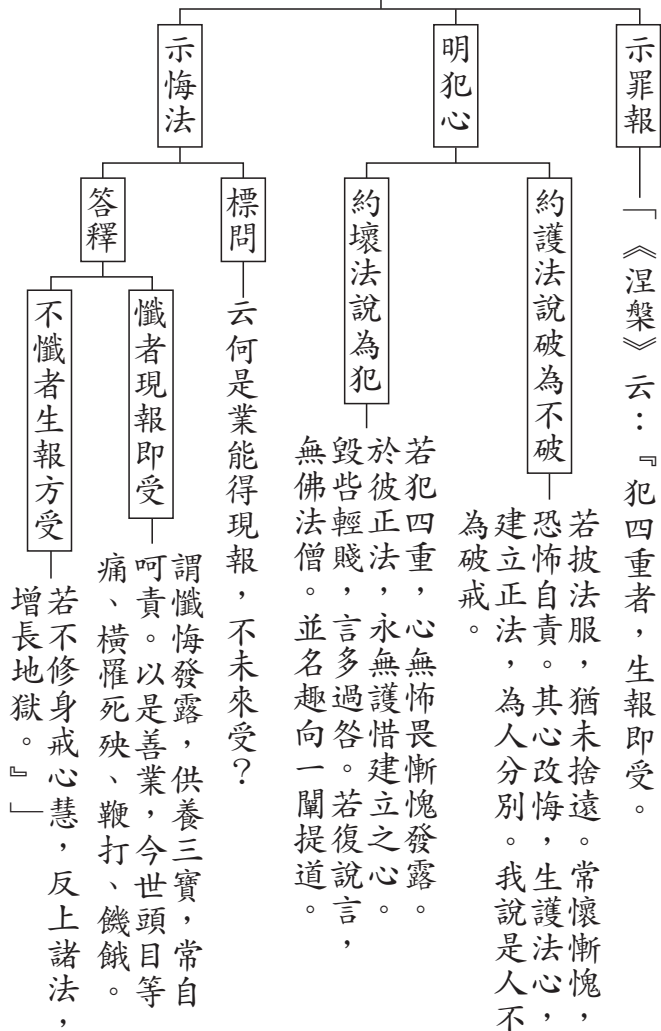 示罪報
「《涅槃》云：『犯四重者，生報即受。
明犯心
約護法說破為不破
若披法服，猶未捨遠。常懷慚愧，
恐怖自責。其心改悔，生護法心，
建立正法，為人分別。我說是人不
為破戒。
約壞法說為犯
若犯四重，心無怖畏慚愧發露。
於彼正法，永無護惜建立之心。
毀呰輕賤，言多過咎。若復說言，
無佛法僧。並名趣向一闡提道。
示悔法
標問
云何是業能得現報，不未來受？
答釋
懺者現報即受
謂懺悔發露，供養三寶，常自
呵責。以是善業，今世頭目等
痛、橫罹死殃、鞭打、饑餓。
不懺者生報方受
若不修身戒心慧，反上諸法，
增長地獄。』」